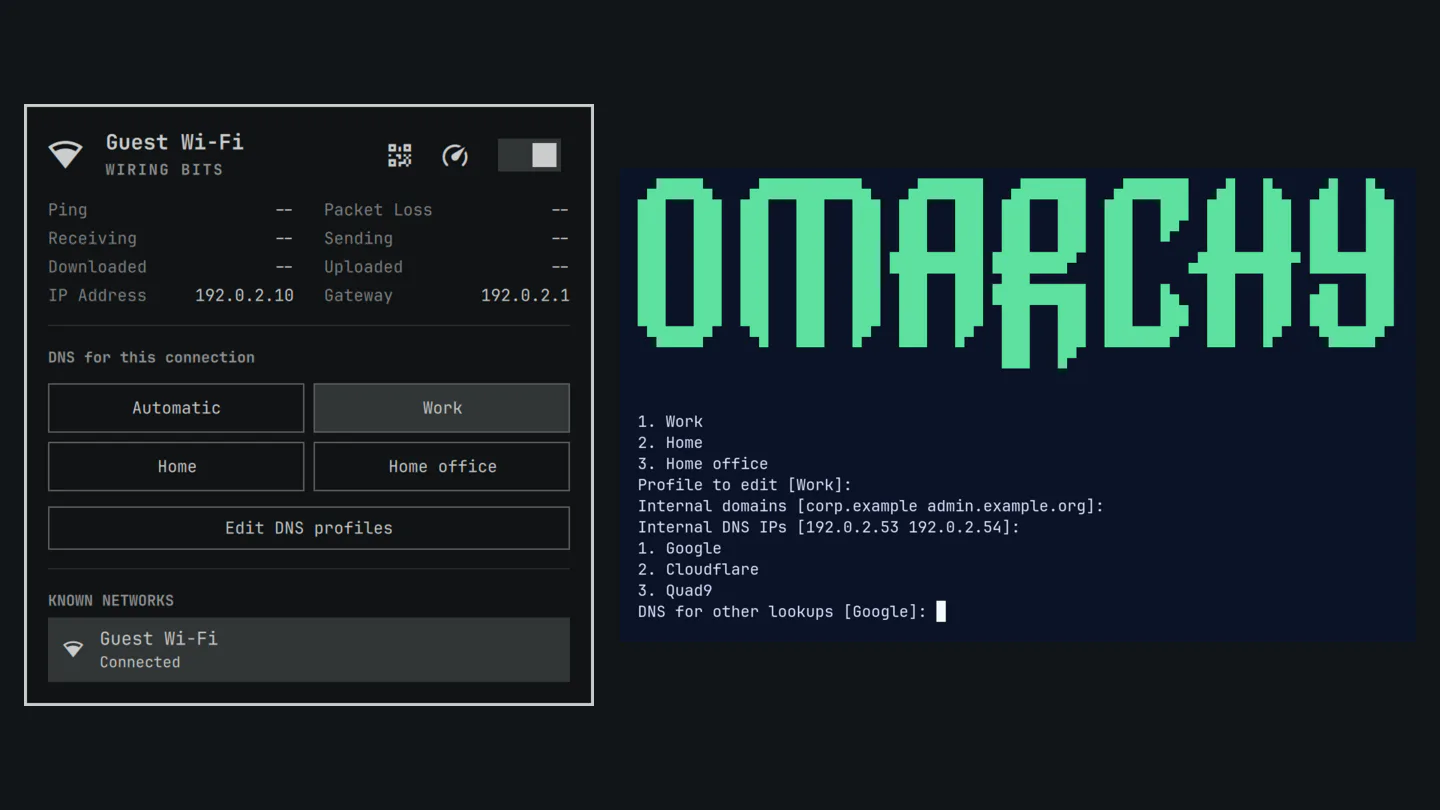 Guest Wi-Fi
WIRING BITS
Ping -- Packet Loss --
Receiving -- Sending --
Downloaded -- Uploaded --
IP Address 192.0.2.10 Gateway 192.0.2.1
DNS for this connection
Automatic Work
Home Home office
Edit DNS profiles
KNOWN NETWORKS
Guest Wi-Fi
Connected
OMARCHY
1. Work
2. Home
3. Home office
Profile to edit [Work]:
Internal domains [corp.example admin.example.org]:
Internal DNS IPs [192.0.2.53 192.0.2.54]:
1. Google
2. Cloudflare
3. Quad9
DNS for other lookups [Google]: